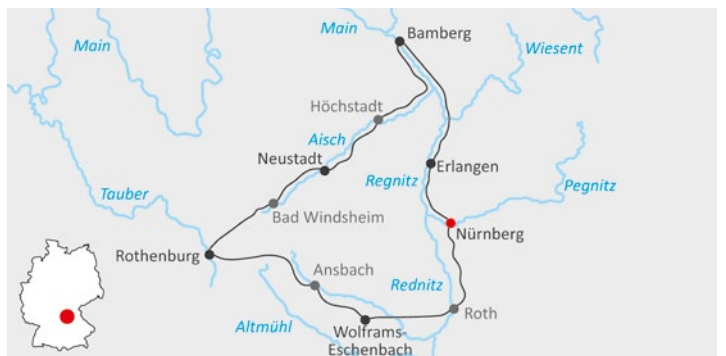 Main
Bamberg
Main
Wiesent
Höchstadt
Aisch
Neustadt
Erlangen
Regnitz
Pegnitz
Tauber
Bad Windsheim
Nürnberg
Rothenburg
Ansbach
Rednitz
Roth
Altmühl
Wolframs-
Eschenbach